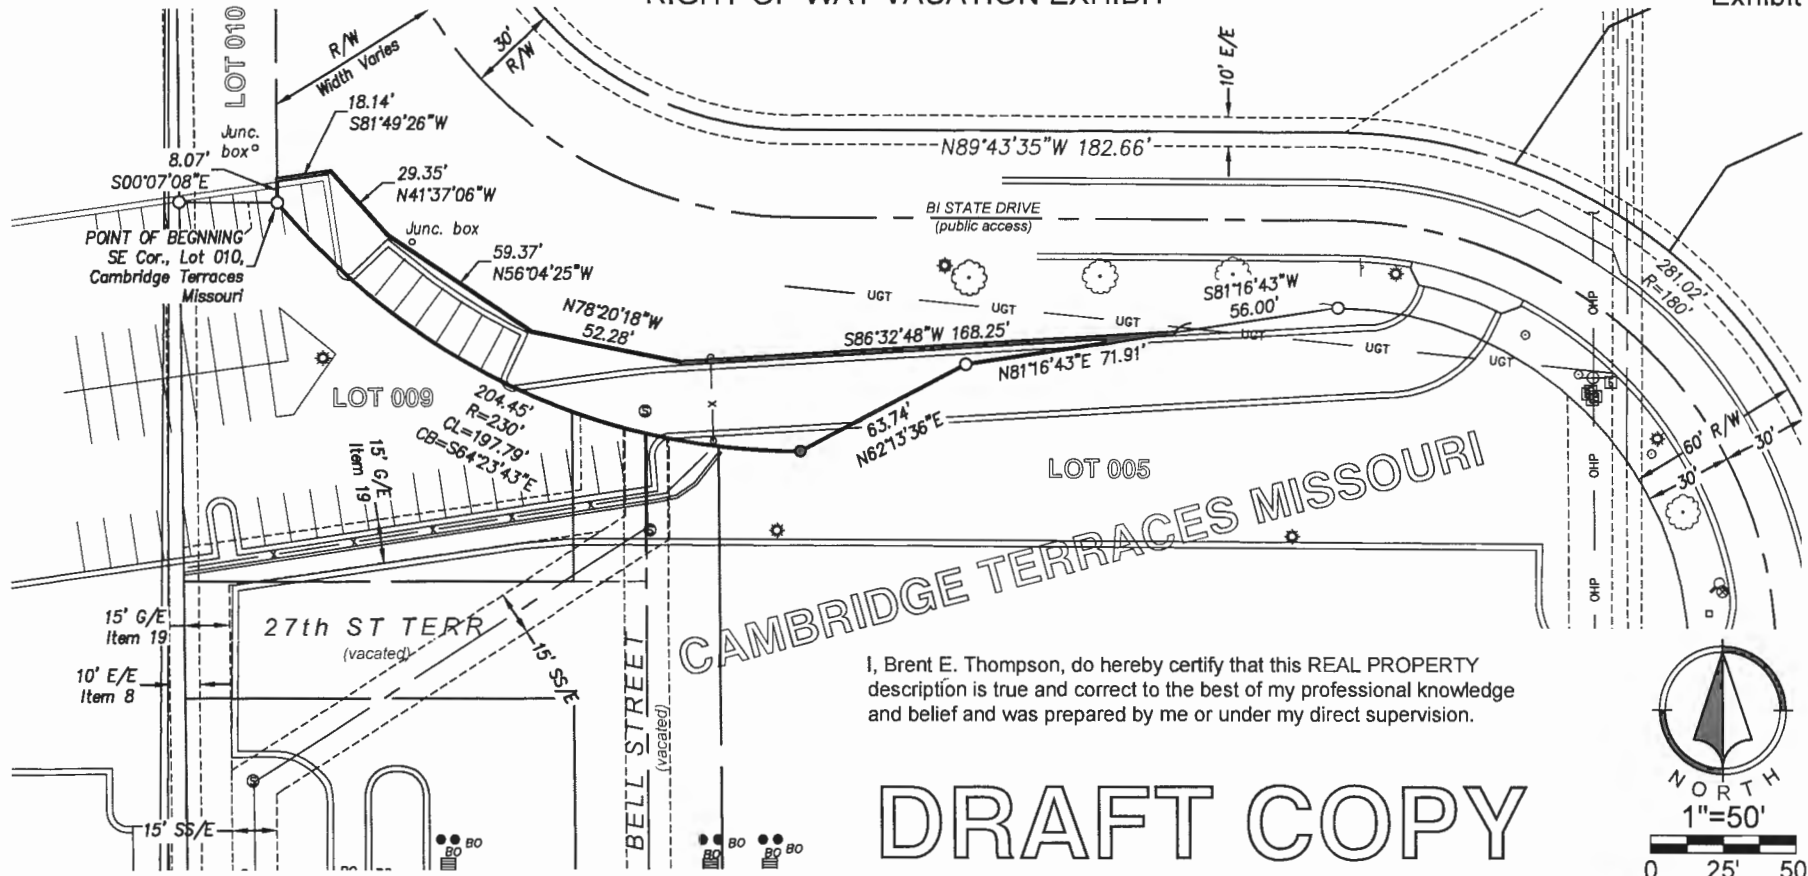 RIGHT OF WAY VACATION EXHIBIT
Exhibit
LOT 010
R/W
Width Varies
30'
R/W
10' E/E
18.14'
S81°49'26"W
Junc.
box
8.07'
S00°07'08"E
29.35'
N41°37'06"W
N89°43'35"W 182.66'
BI STATE DRIVE
(public access)
POINT OF BEGNNING
SE Cor., Lot 010,
Cambridge Terraces
Missouri
Junc. box
59.37'
N56°04'25"W
N78°20'18"W
52.28'
UGT
UGT
UGT
UGT
UGT
UGT
S81°16'43"W
56.00'
281.02'
R=180'
OHP
S86°32'48"W 168.25'
N81°16'43"E 71.91'
LOT 009
204.45'
R=230'
CL=197.79'
CB=S64°23'43"E
63.74'
N62°13'36"E
LOT 005
60' R/W
30'
30'
OHP
OHP
15' G/E
Item 19
S
S
CAMBRIDGE TERRACES MISSOURI
15' G/E
Item 19
27th ST TERR
(vacated)
10' E/E
Item 8
15' SS/E
BELL STREET
(vacated)
I, Brent E. Thompson, do hereby certify that this REAL PROPERTY
description is true and correct to the best of my professional knowledge
and belief and was prepared by me or under my direct supervision.
S
15' SS/E
BO
BO
BO
BO
BO
BO
BO
BO
DRAFT COPY
NORTH
1"=50'
0 25' 50